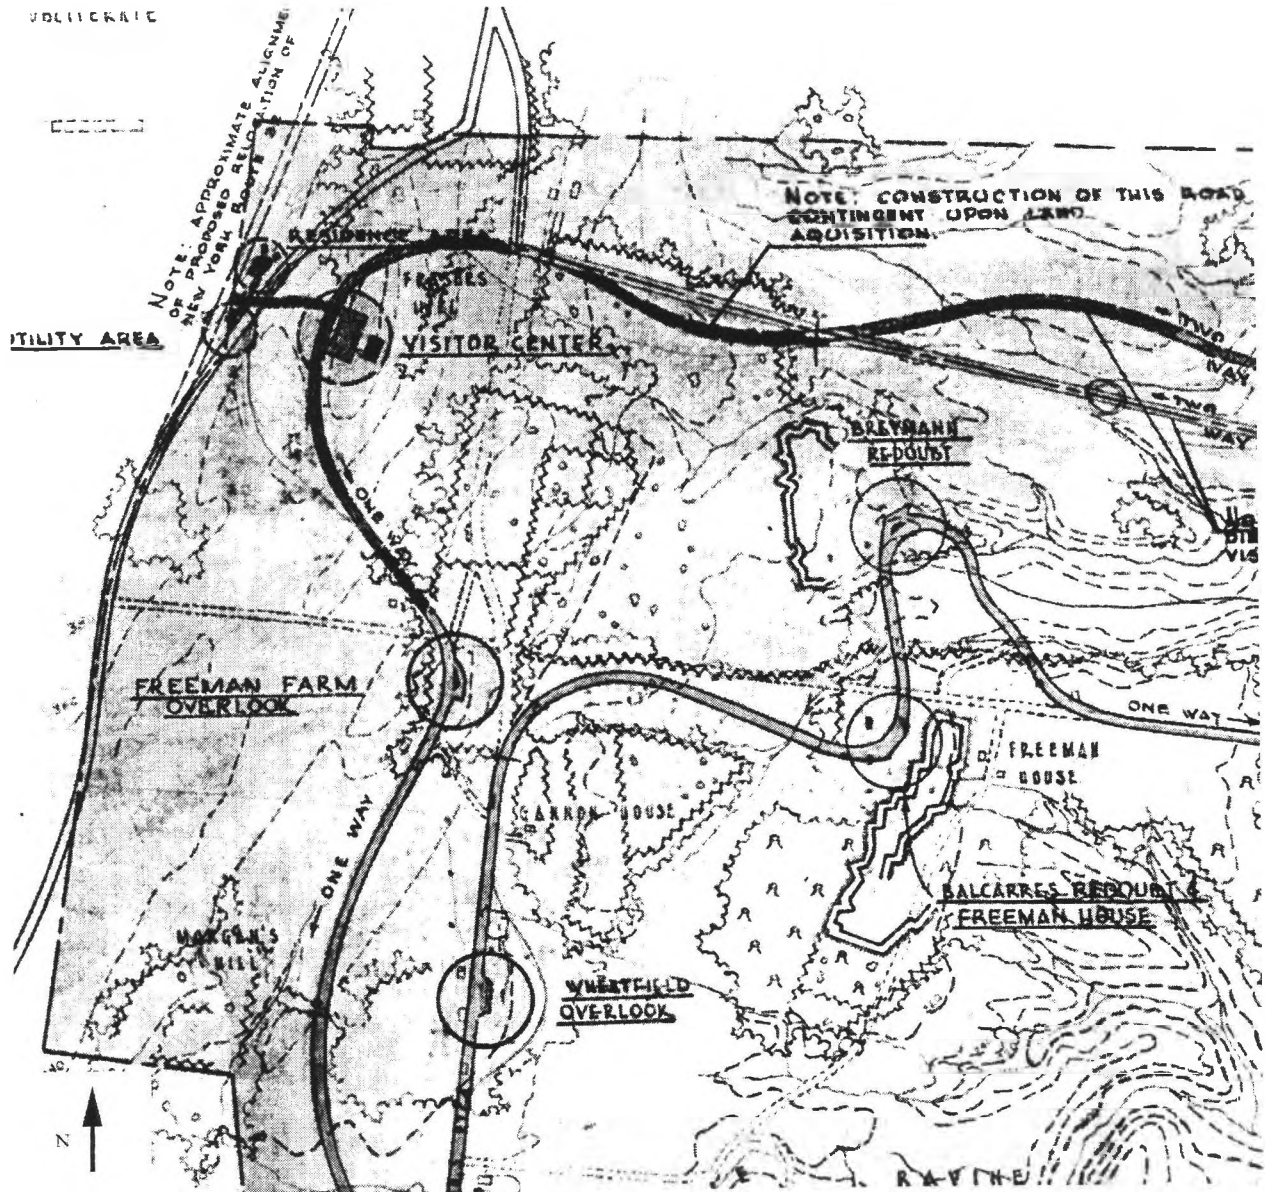 NOTE: APPROXIMATE ALIGNMENT
OF NEW PROPOSED RELOCATION OF
NEW YORK ROUTE
NOTE: CONSTRUCTION OF THIS ROAD
CONTINGENT UPON LAND
AQUISITION.
RESIDENCE AREA
HILL
UTILITY AREA
VISITOR CENTER
TWO
WAY
TWO
WAY
BREYMANN
REDOUBT
ONE WAY
FREEMAN FARM
OVERLOOK
ONE WAY
FREEMAN
HOUSE
ONE WAY
CANNON HOUSE
BALCARRES REDOUBT &
FREEMAN HOUSE
MORGAN'S
HILL
WHEATFIELD
OVERLOOK
N
RAVINE